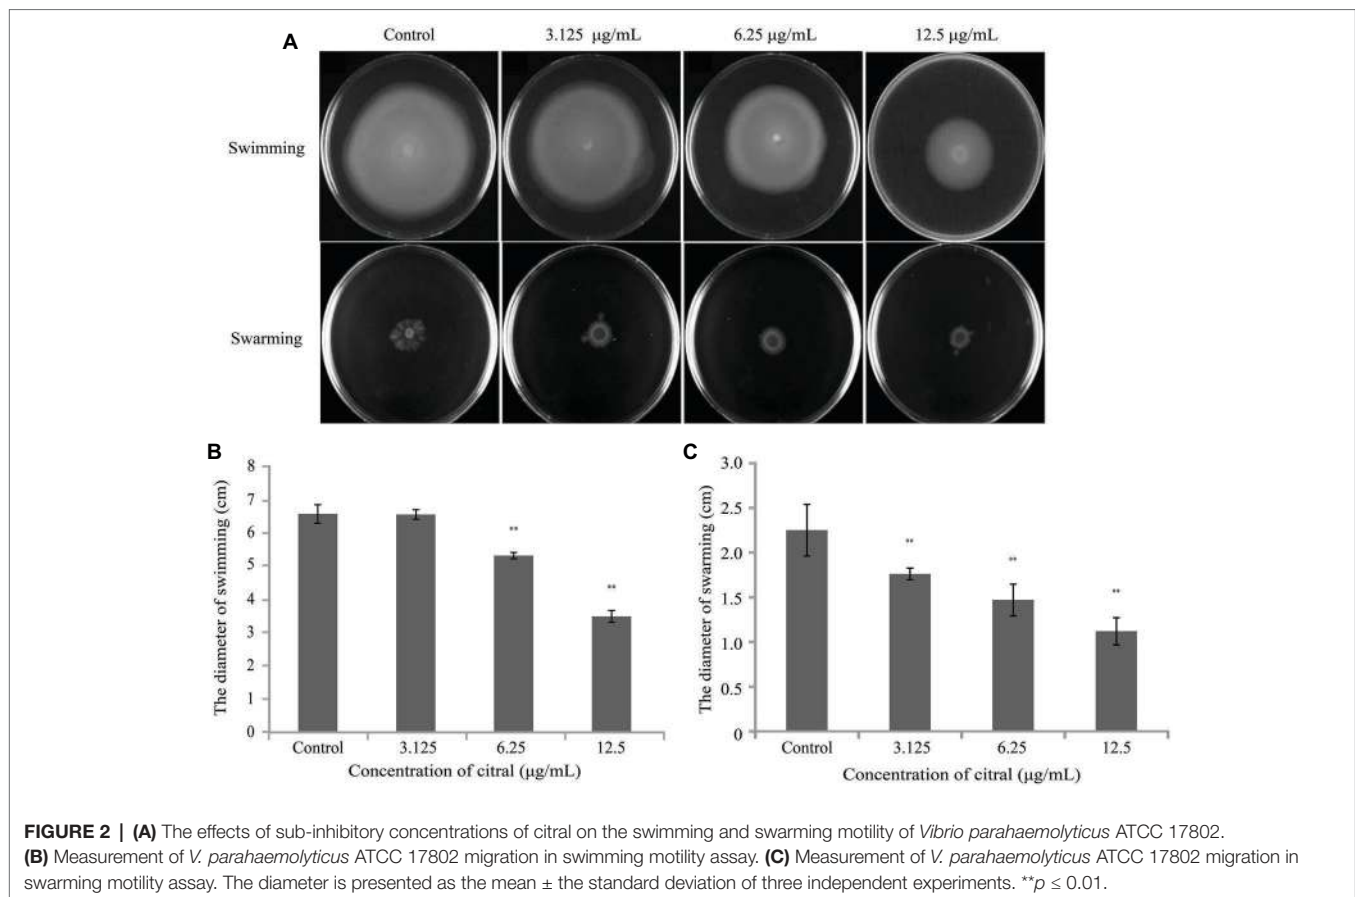 A
Control 3.125 μg/mL 6.25 μg/mL 12.5 μg/mL
Swimming
Swarming
B
The diameter of swimming (cm)
8
7
6
5
4
3
2
1
0
**
**
Control 3.125 6.25 12.5
Concentration of citral (μg/mL)
C
The diameter of swarming (cm)
3.0
2.5
2.0
1.5
1.0
0.5
0
**
**
**
Control 3.125 6.25 12.5
Concentration of citral (μg/mL)
FIGURE 2 | (A) The effects of sub-inhibitory concentrations of citral on the swimming and swarming motility of Vibrio parahaemolyticus ATCC 17802.
(B) Measurement of V. parahaemolyticus ATCC 17802 migration in swimming motility assay. (C) Measurement of V. parahaemolyticus ATCC 17802 migration in
swarming motility assay. The diameter is presented as the mean ± the standard deviation of three independent experiments. **p ≤ 0.01.